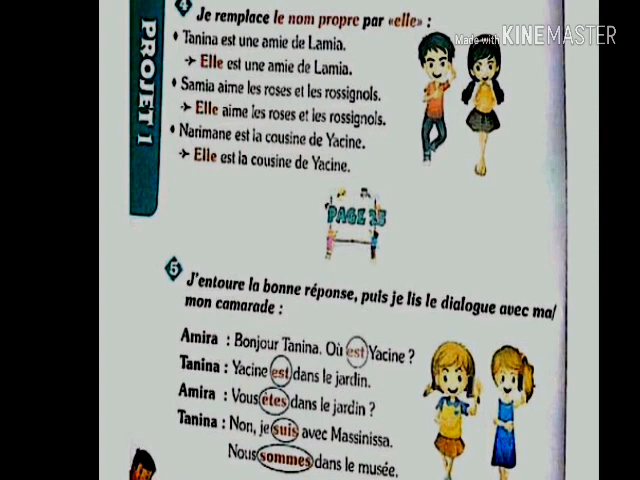 4 Je remplace le nom propre par «elle» :
Made with KINEMASTER
• Tanina est une amie de Lamia.
→ Elle est une amie de Lamia.
• Samia aime les roses et les rossignols.
→ Elle aime les roses et les rossignols.
• Narimane est la cousine de Yacine.
→ Elle est la cousine de Yacine.
PROJET 1
PAGE 25
5 J'entoure la bonne réponse, puis je lis le dialogue avec ma/
mon camarade :
Amira : Bonjour Tanina. Où est Yacine ?
Tanina : Yacine est dans le jardin.
Amira : Vous êtes dans le jardin ?
Tanina : Non, je suis avec Massinissa.
Nous sommes dans le musée.